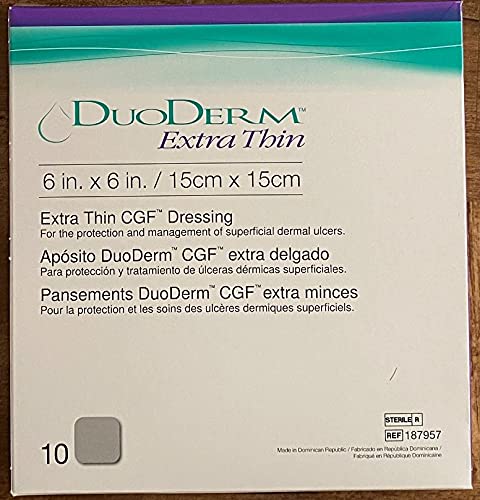 DUODERM™
Extra Thin
6 in. x 6 in. / 15cm x 15cm
Extra Thin CGF™ Dressing
For the protection and management of superficial dermal ulcers.
Apósito DuoDerm™ CGF™ extra delgado
Para protección y tratamiento de úlceras dérmicas superficiales.
Pansements DuoDerm™ CGF™ extra minces
Pour la protection et les soins des ulcères dermiques superficiels.
STERILE R
REF 187957
10
Made in Dominican Republic / Fabricado en República Dominicana /
Fabriqué en République Dominicaine